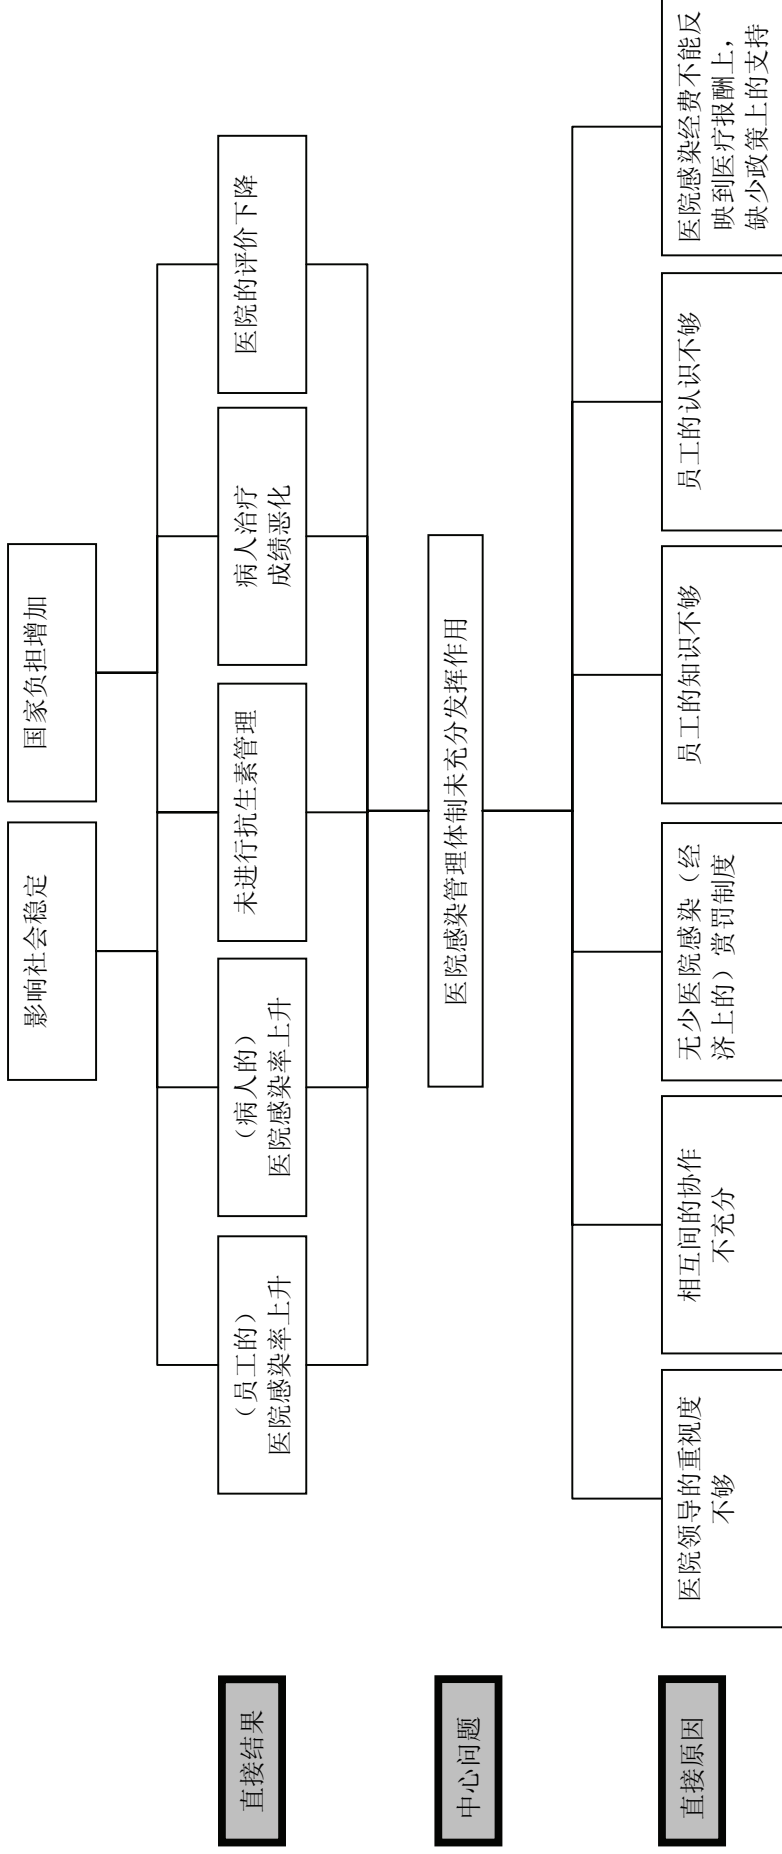 影响社会稳定
国家负担增加
直接结果
（员工的）
医院感染率上升
（病人的）
医院感染率上升
未进行抗生素管理
病人治疗
成绩恶化
医院的评价下降
中心问题
医院感染管理体制未充分发挥作用
直接原因
医院领导的重视度
不够
相互间的协作
不充分
无少医院感染（经
济上的）赏罚制度
员工的知识不够
员工的认识不够
医院感染经费不能反
映到医疗报酬上，
缺少政策上的支持